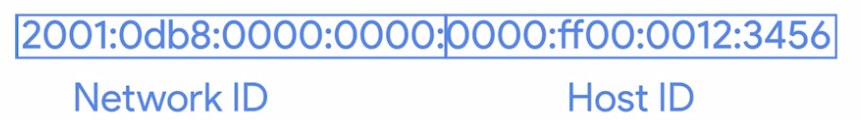 2001:0db8:0000:0000:0000:ff00:0012:3456
Network ID Host ID